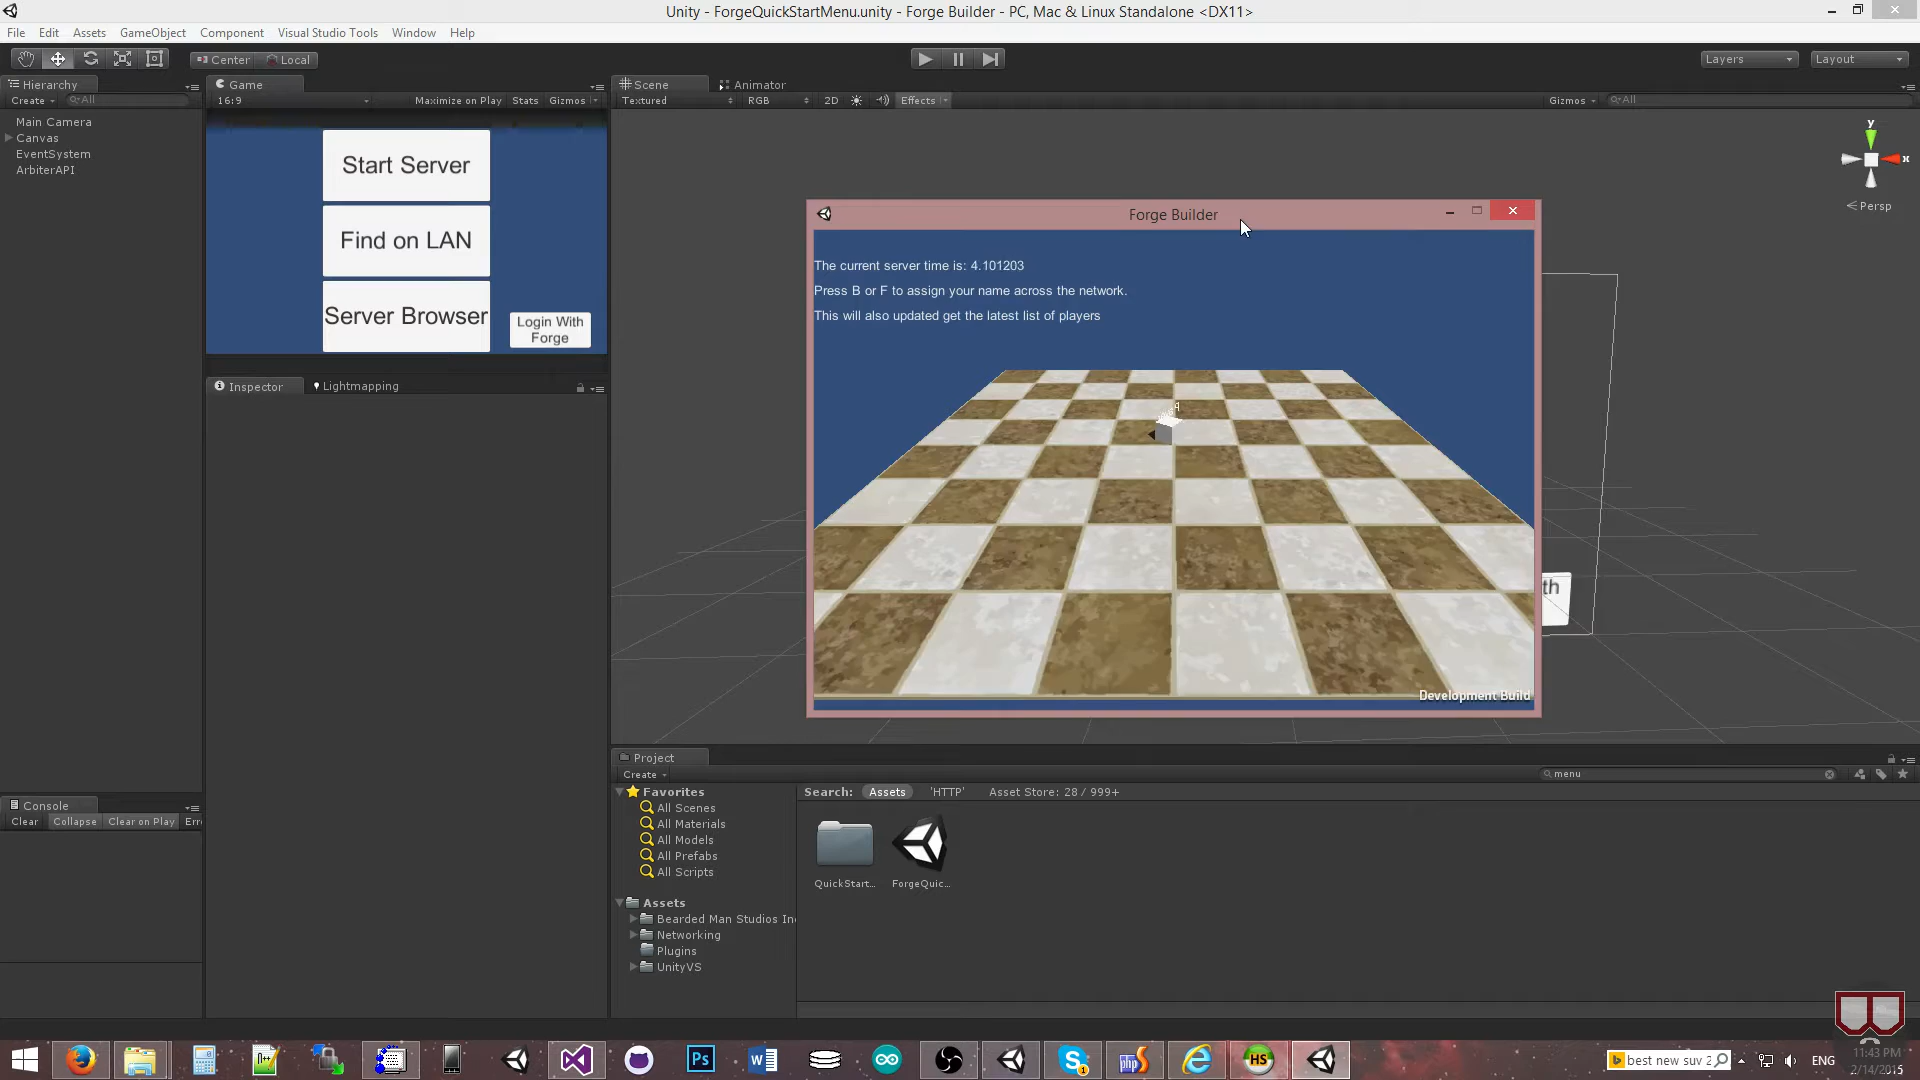 Unity - ForgeQuickStartMenu.unity - Forge Builder - PC, Mac & Linux Standalone <DX11>
File Edit Assets GameObject Component Visual Studio Tools Window Help
Center Local
Layers Layout
Hierarchy
Create All
Main Camera
Canvas
EventSystem
ArbiterAPI
Game
16:9 Maximize on Play Stats Gizmos
Start Server
Find on LAN
Server Browser
Login With
Forge
Inspector Lightmapping
Scene Animator
Textured RGB 2D Effects Gizmos All
y
x
Persp
Forge Builder
The current server time is: 4.101203
Press B or F to assign your name across the network.
This will also updated get the latest list of players
Development Build
th
Console
Clear Collapse Clear on Play Err
Project
Create menu
Favorites
All Scenes
All Materials
All Models
All Prefabs
All Scripts
Assets
Bearded Man Studios In
Networking
Plugins
UnityVS
Search: Assets 'HTTP' Asset Store: 28 / 999+
QuickStart... ForgeQuic...
Ps
W
php
HS
best new suv 2
ENG
11:43 PM
2/14/2015